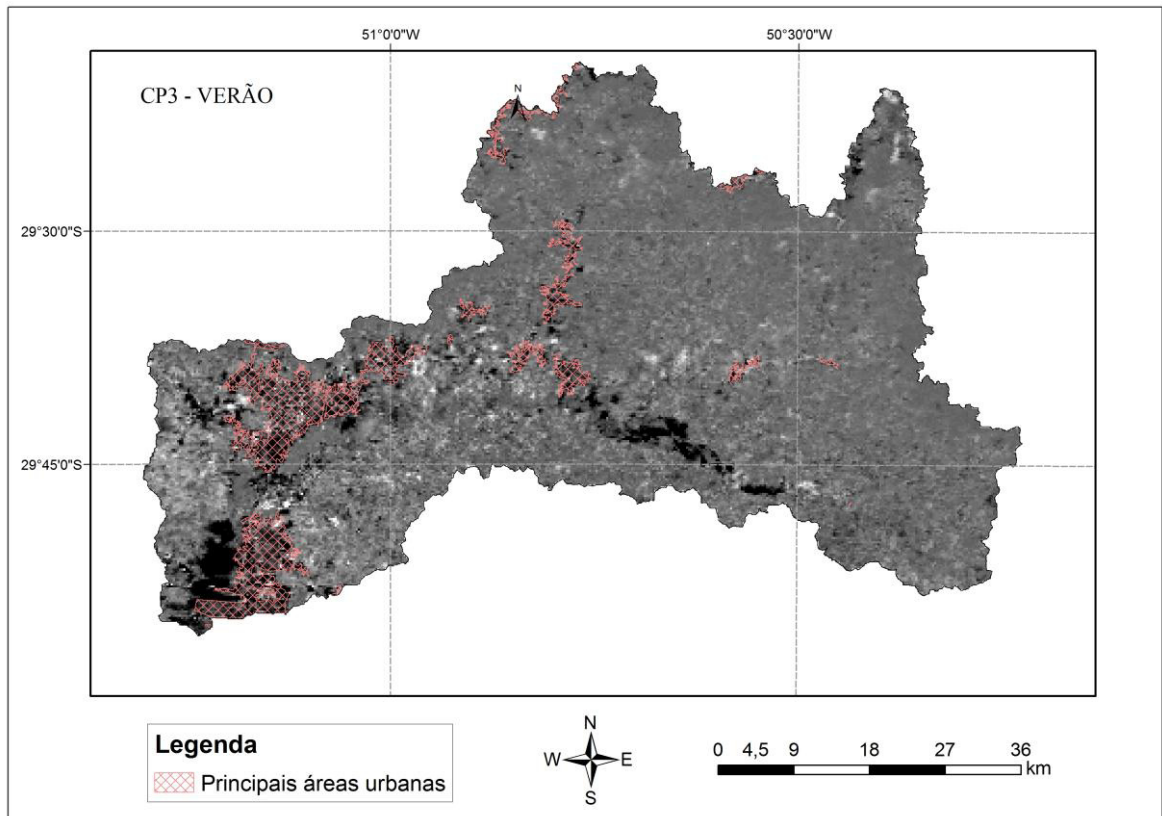 51°0'0"W 50°30'0"W
CP3 - VERÃO
N
29°30'0"S
29°45'0"S
Legenda
Principais áreas urbanas
N
W E
S
0 4,5 9 18 27 36
km